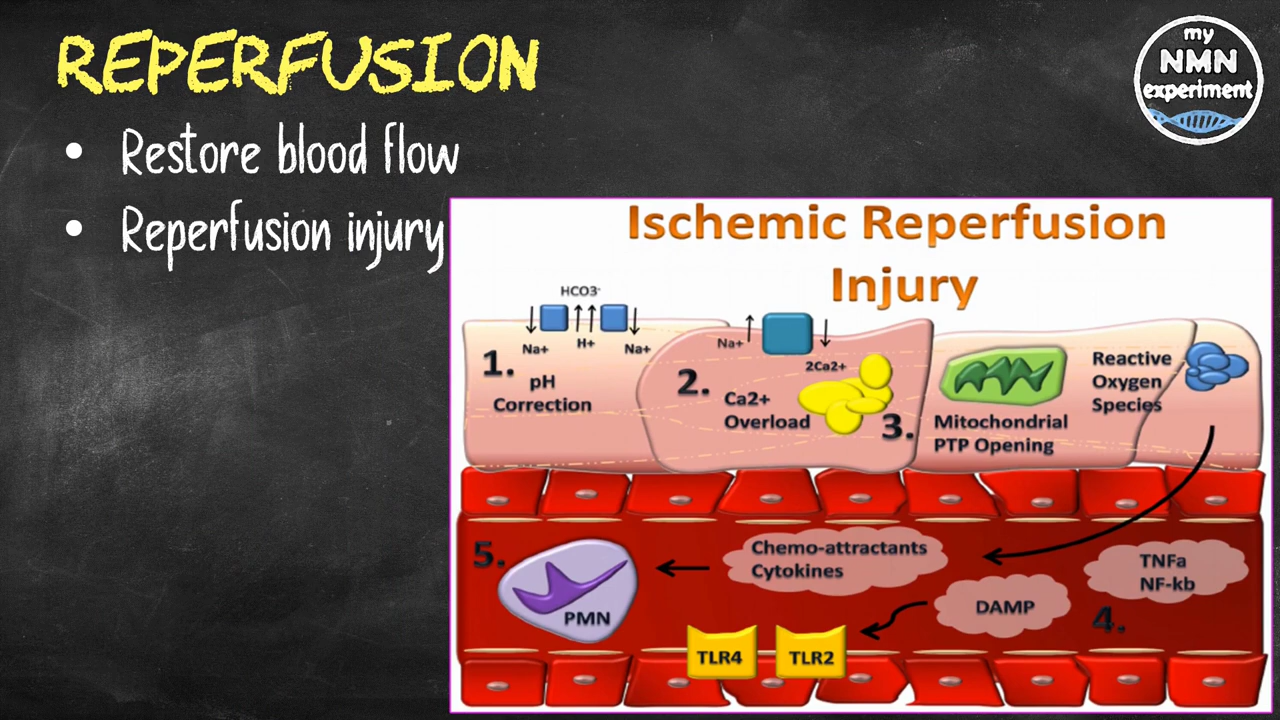 REPERFUSION
my
NMN
experiment
• Restore blood flow
• Reperfusion injury
Ischemic Reperfusion
Injury
HCO3-
Na+
H+
Na+
1.
pH
Correction
Na+
2Ca2+
2.
Ca2+
Overload
3.
Mitochondrial
PTP Opening
Reactive
Oxygen
Species
5.
PMN
Chemo-attractants
Cytokines
TNFa
NF-kb
DAMP
4.
TLR4
TLR2